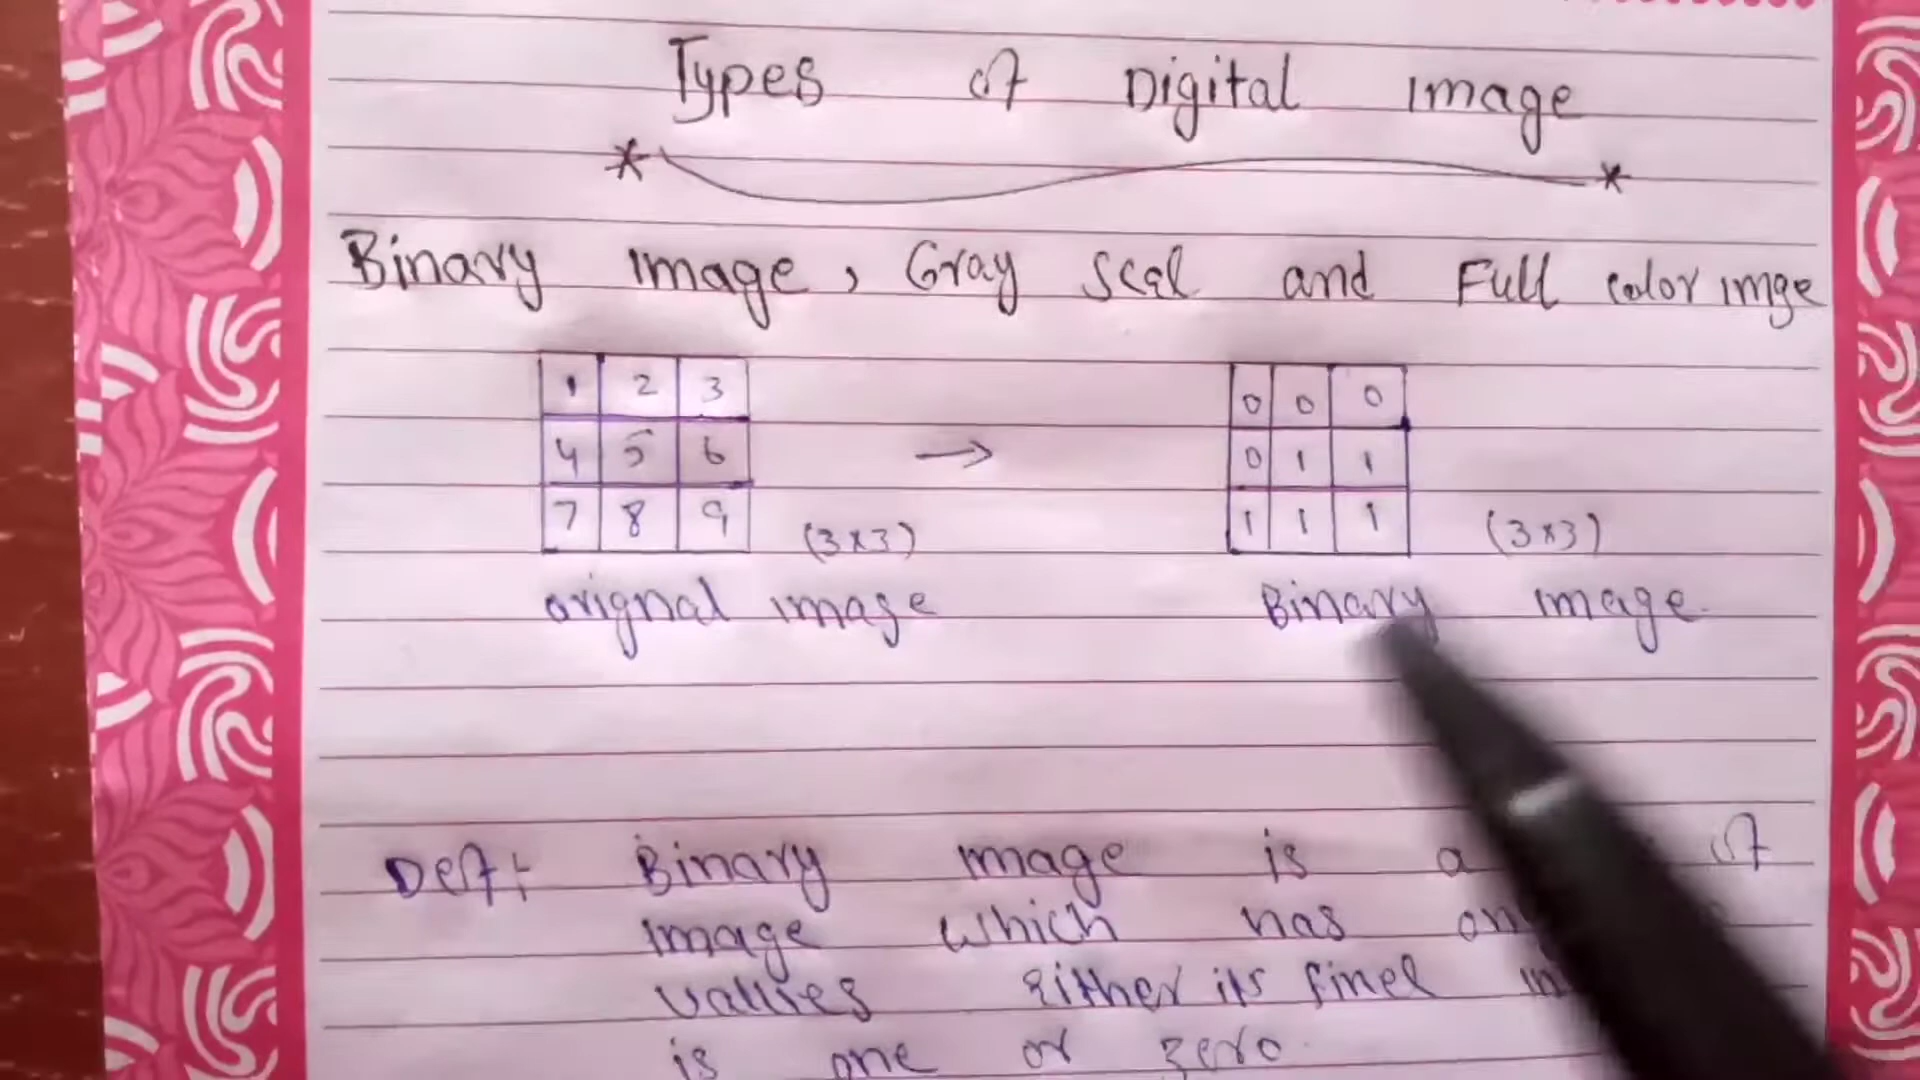 Types of Digital Image
Binary Image, Gray Scal and Full color imge
1 2 3
4 5 6
7 8 9
(3x3)
orignal image
→
0 0 0
0 1 1
1 1 1
(3x3)
Binary Image.
Def:- Binary Image is a of
Image which has
values Either its Finel
is one or zero.